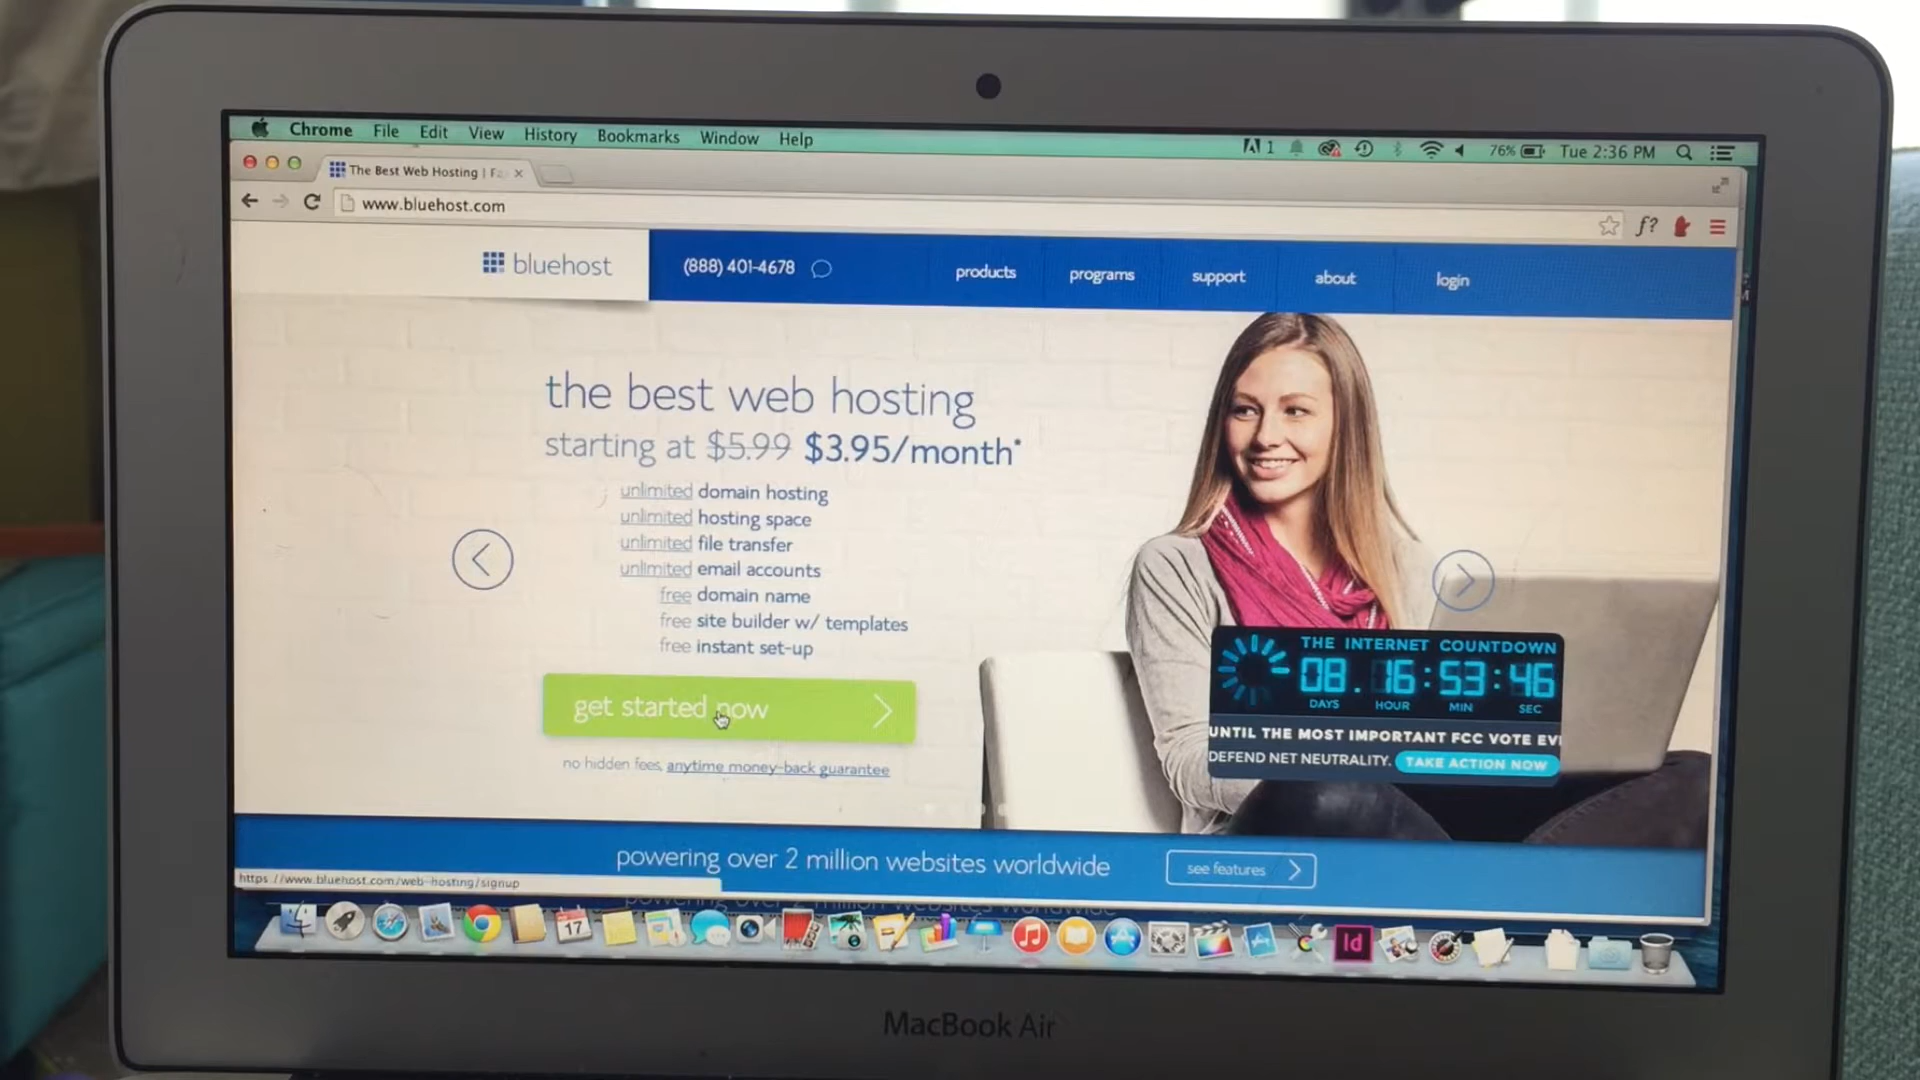 Chrome File Edit View History Bookmarks Window Help
1 76% Tue 2:36 PM
The Best Web Hosting | Fa
www.bluehost.com
f?
bluehost
(888) 401-4678
products programs support about login
the best web hosting
starting at $5.99 $3.95/month*
unlimited domain hosting
unlimited hosting space
unlimited file transfer
unlimited email accounts
free domain name
free site builder w/ templates
free instant set-up
get started now
no hidden fees, anytime money-back guarantee
THE INTERNET COUNTDOWN
08. 16:53:46
DAYS HOUR MIN SEC
UNTIL THE MOST IMPORTANT FCC VOTE EV
DEFEND NET NEUTRALITY. TAKE ACTION NOW
powering over 2 million websites worldwide
see features
https://www.bluehost.com/web-hosting/signup
17
Id
MacBook Air